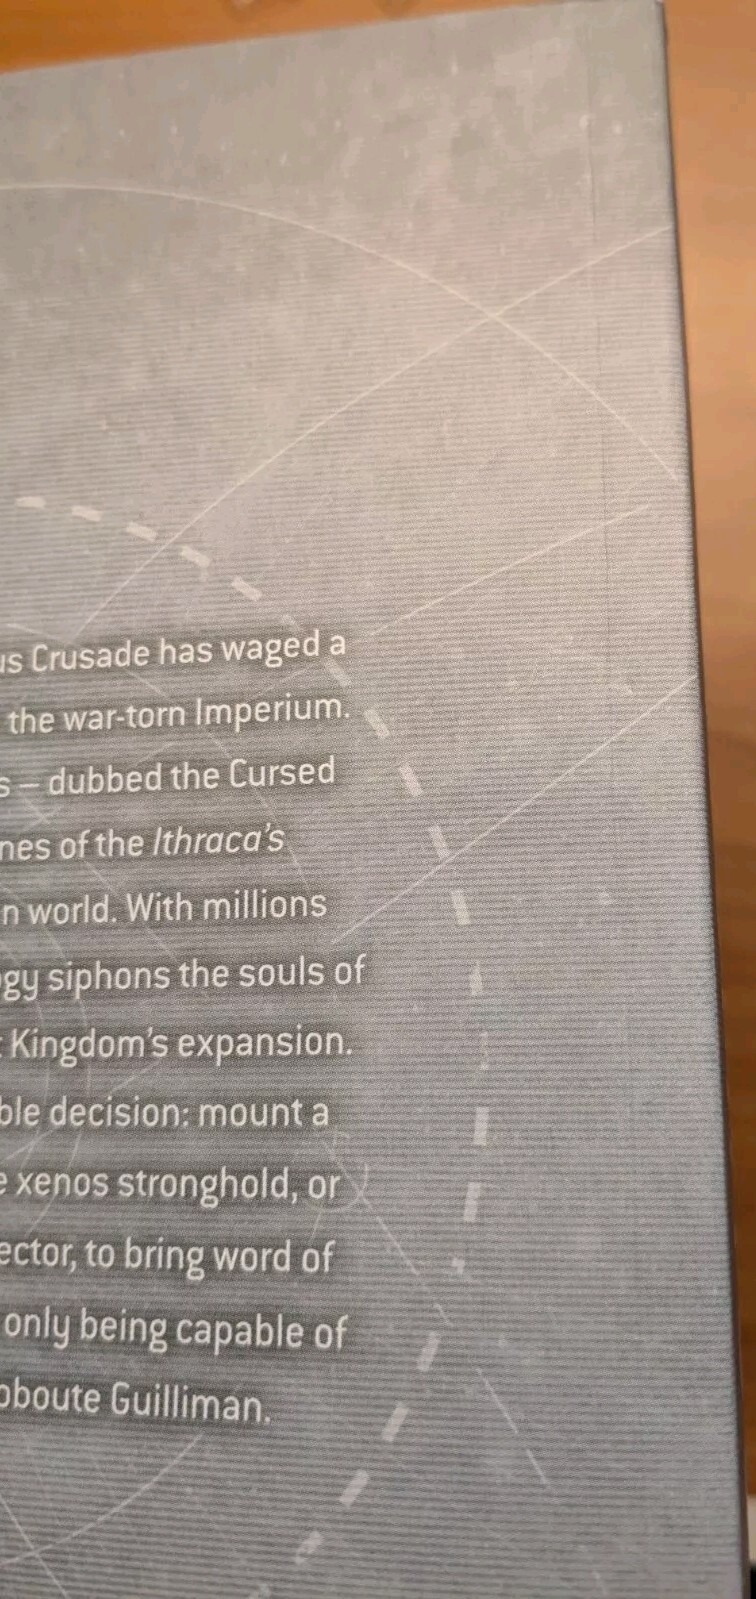 us Crusade has waged a
the war-torn Imperium.
s – dubbed the Cursed
nes of the Ithraca's
n world. With millions
gy siphons the souls of
t Kingdom's expansion.
ble decision: mount a
e xenos stronghold, or
ector, to bring word of
only being capable of
oboute Guilliman.